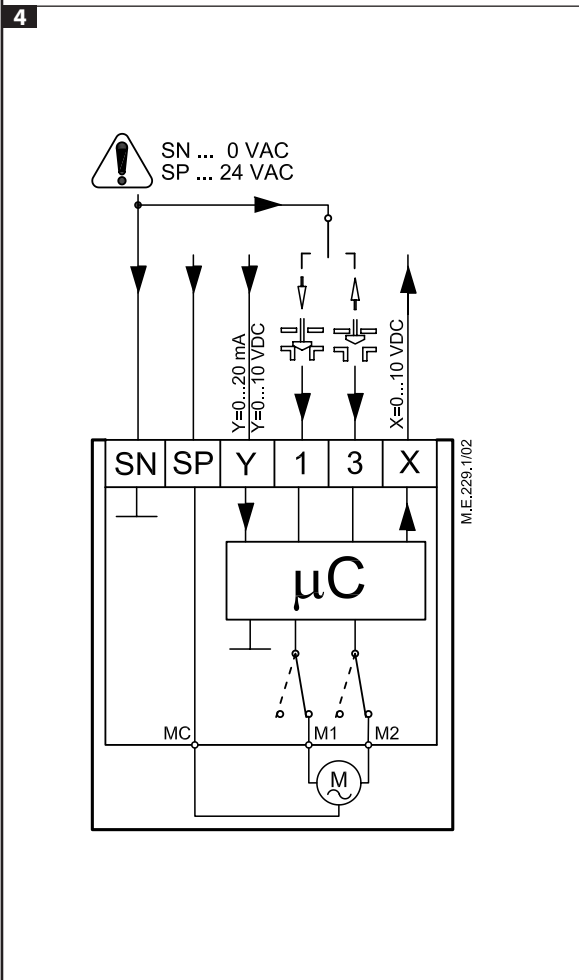 4
SN ... 0 VAC
SP ... 24 VAC
Y=0...20 mA
Y=0...10 VDC
X=0...10 VDC
SN SP Y 1 3 X
M.E.229.1/02
µC
MC M1 M2
M